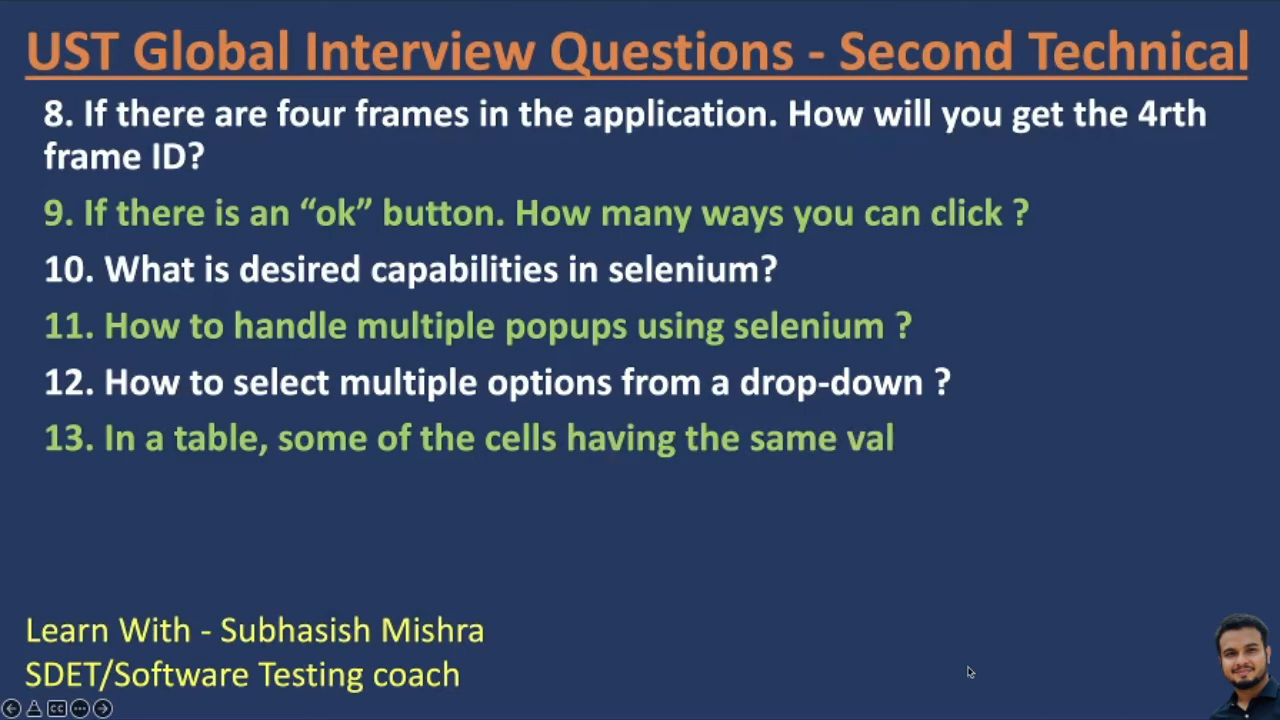 UST Global Interview Questions - Second Technical
8. If there are four frames in the application. How will you get the 4rth
frame ID?
9. If there is an “ok” button. How many ways you can click ?
10. What is desired capabilities in selenium?
11. How to handle multiple popups using selenium ?
12. How to select multiple options from a drop-down ?
13. In a table, some of the cells having the same val
Learn With - Subhasish Mishra
SDET/Software Testing coach
CC